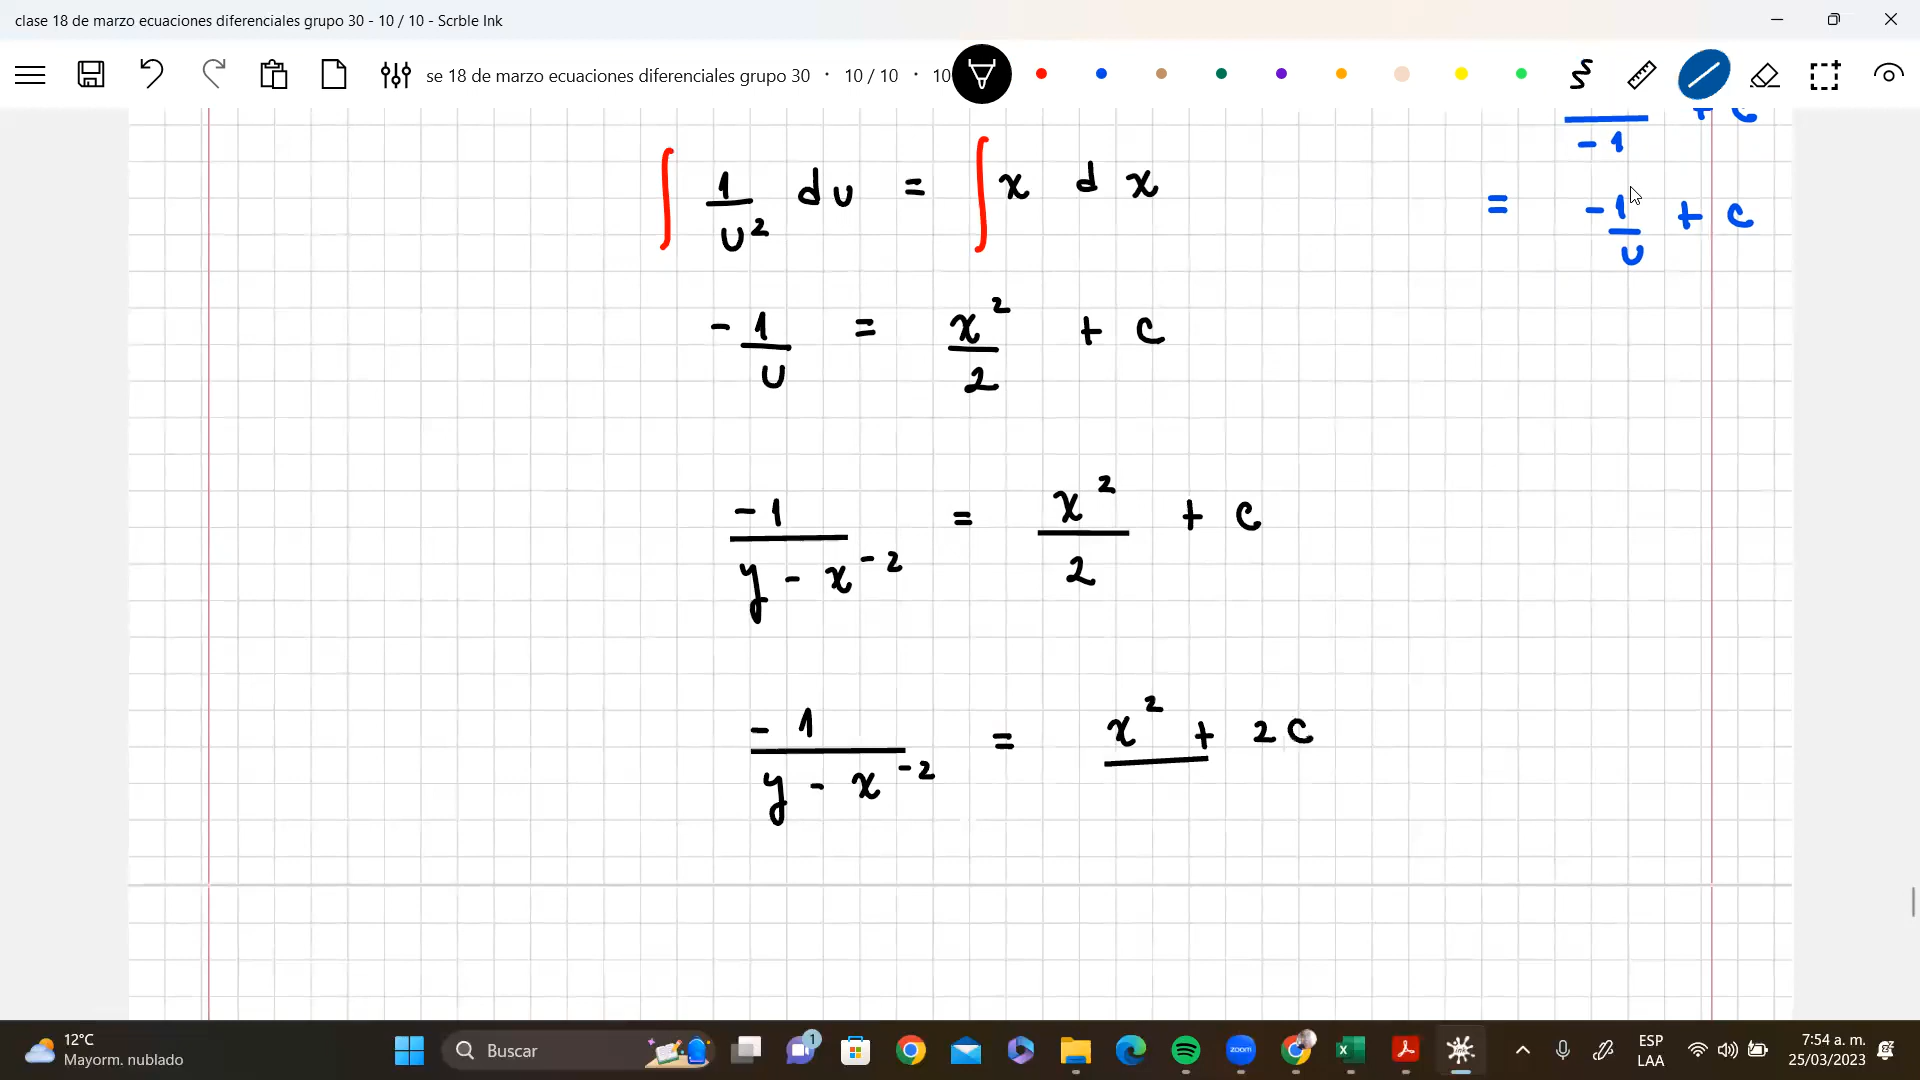 clase 18 de marzo ecuaciones diferenciales grupo 30 - 10 / 10 - Scrble Ink
se 18 de marzo ecuaciones diferenciales grupo 30 · 10 / 10 · 10
∫ 1/u² du = ∫ x dx
-1 + c
= -1/u + c
-1/u = x²/2 + c
-1/(y - x⁻²) = x²/2 + c
-1/(y - x⁻²) = x² + 2c
12°C
Mayorm. nublado
Buscar
1
zoom
ESP
LAA
7:54 a. m.
25/03/2023